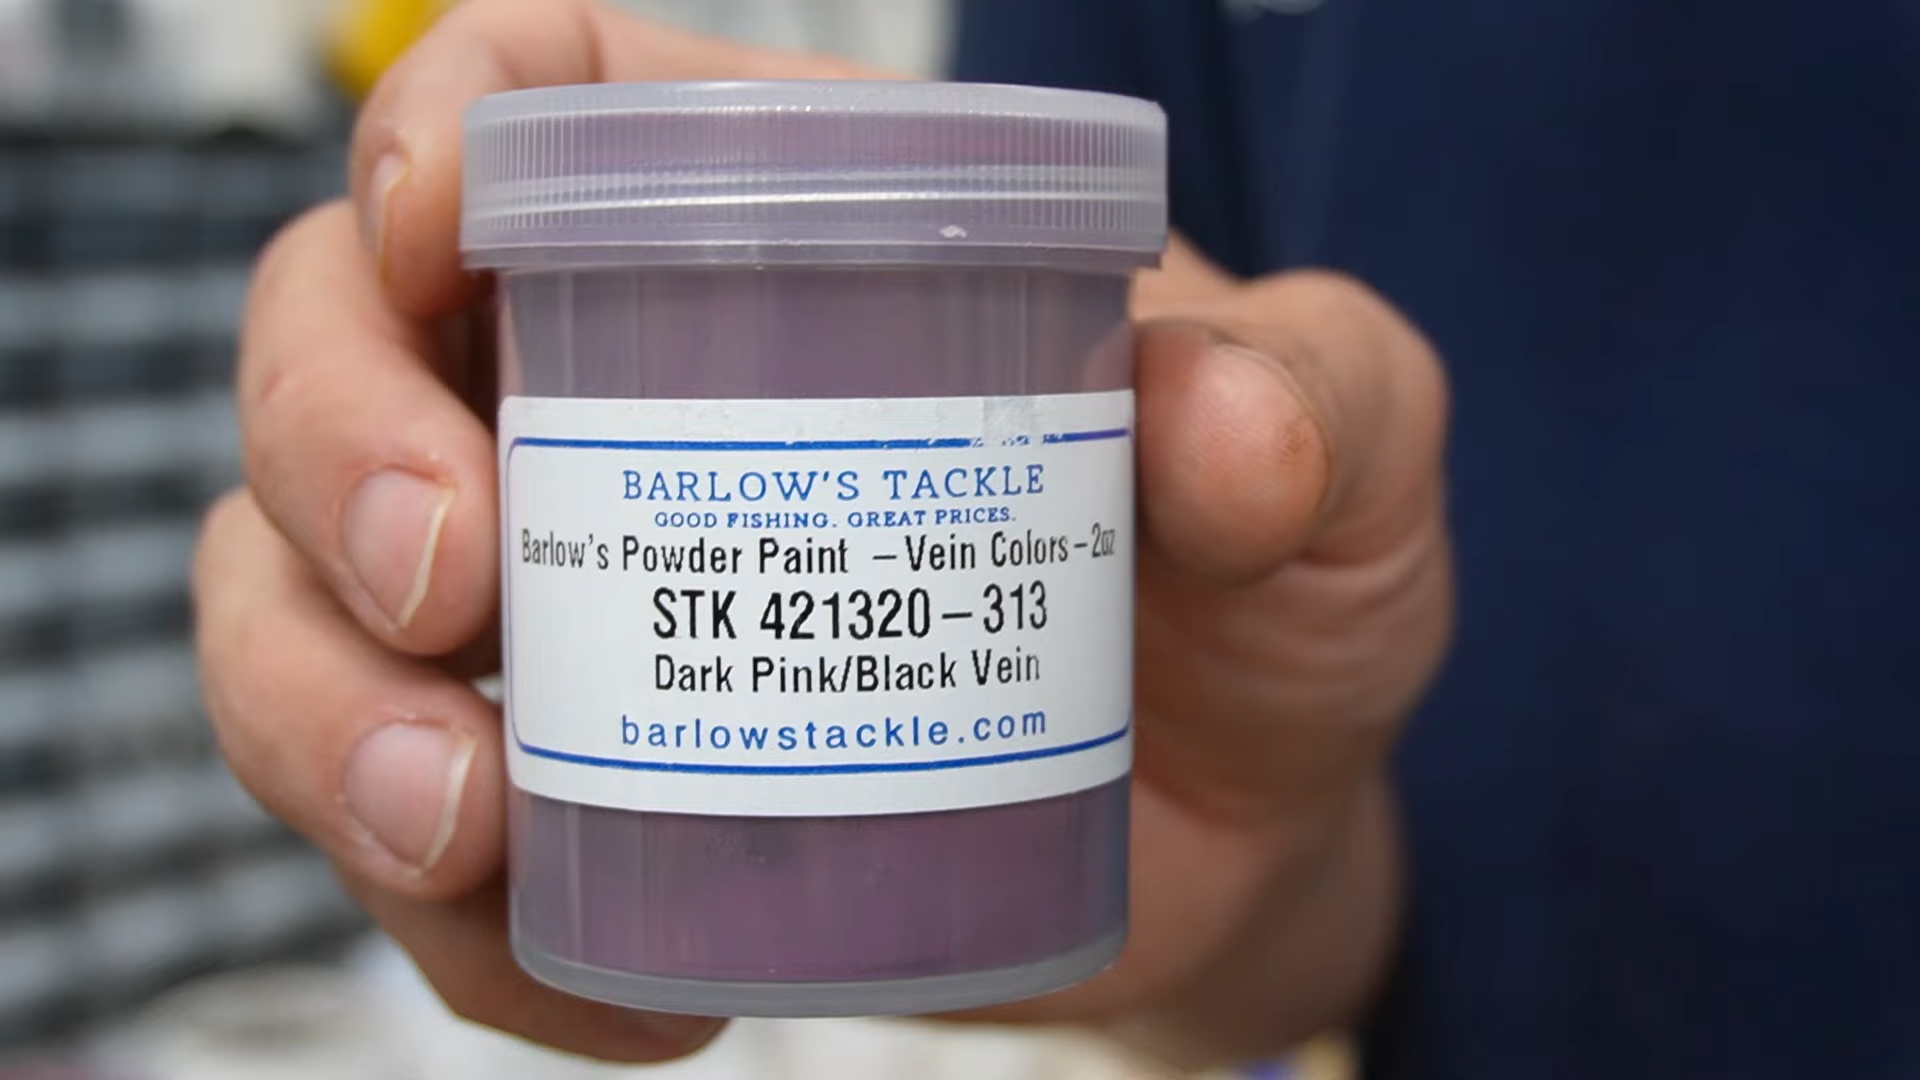 BARLOW'S TACKLE
GOOD FISHING. GREAT PRICES.
Barlow's Powder Paint – Vein Colors – 2oz
STK 421320 – 313
Dark Pink/Black Vein
barlowstackle.com